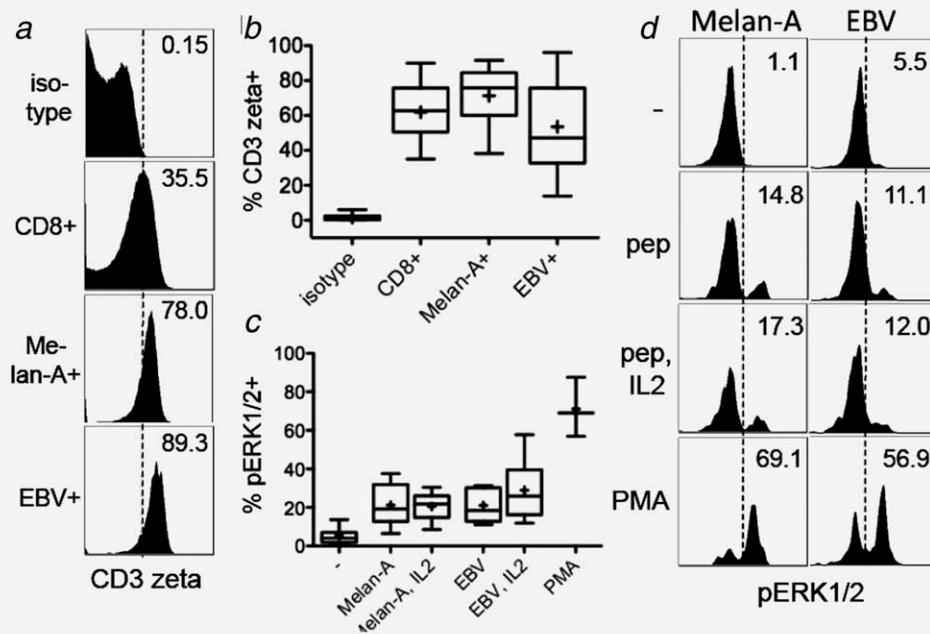 a
iso-
type
0.15
CD8+
35.5
Me-
lan-A+
78.0
EBV+
89.3
CD3 zeta
b
% CD3 zeta+
100
80
60
40
20
0
isotype
CD8+
Melan-A+
EBV+
c
% pERK1/2+
100
80
60
40
20
0
-
Melan-A
Melan-A, IL2
EBV
EBV, IL2
PMA
d
Melan-A EBV
-
1.1
5.5
pep
14.8
11.1
pep,
IL2
17.3
12.0
PMA
69.1
56.9
pERK1/2